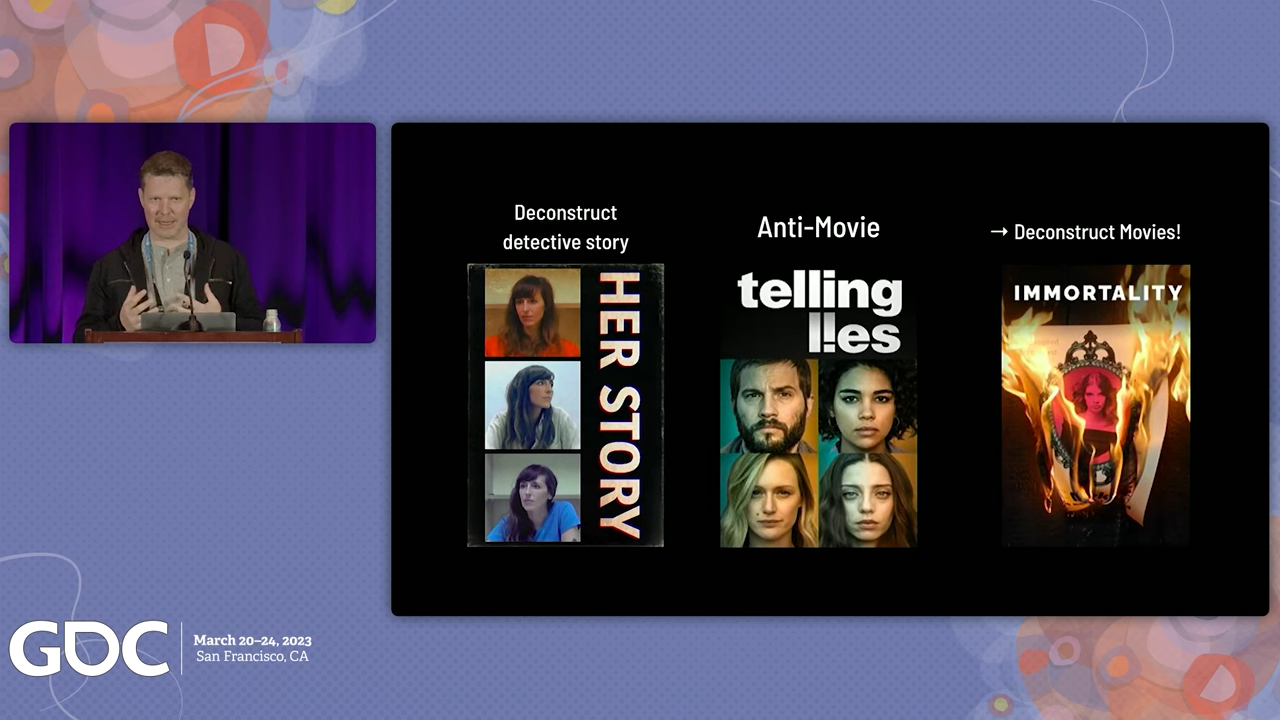 Deconstruct
detective story
HER STORY
Anti-Movie
telling
l!es
→ Deconstruct Movies!
IMMORTALITY
GDC
March 20–24, 2023
San Francisco, CA